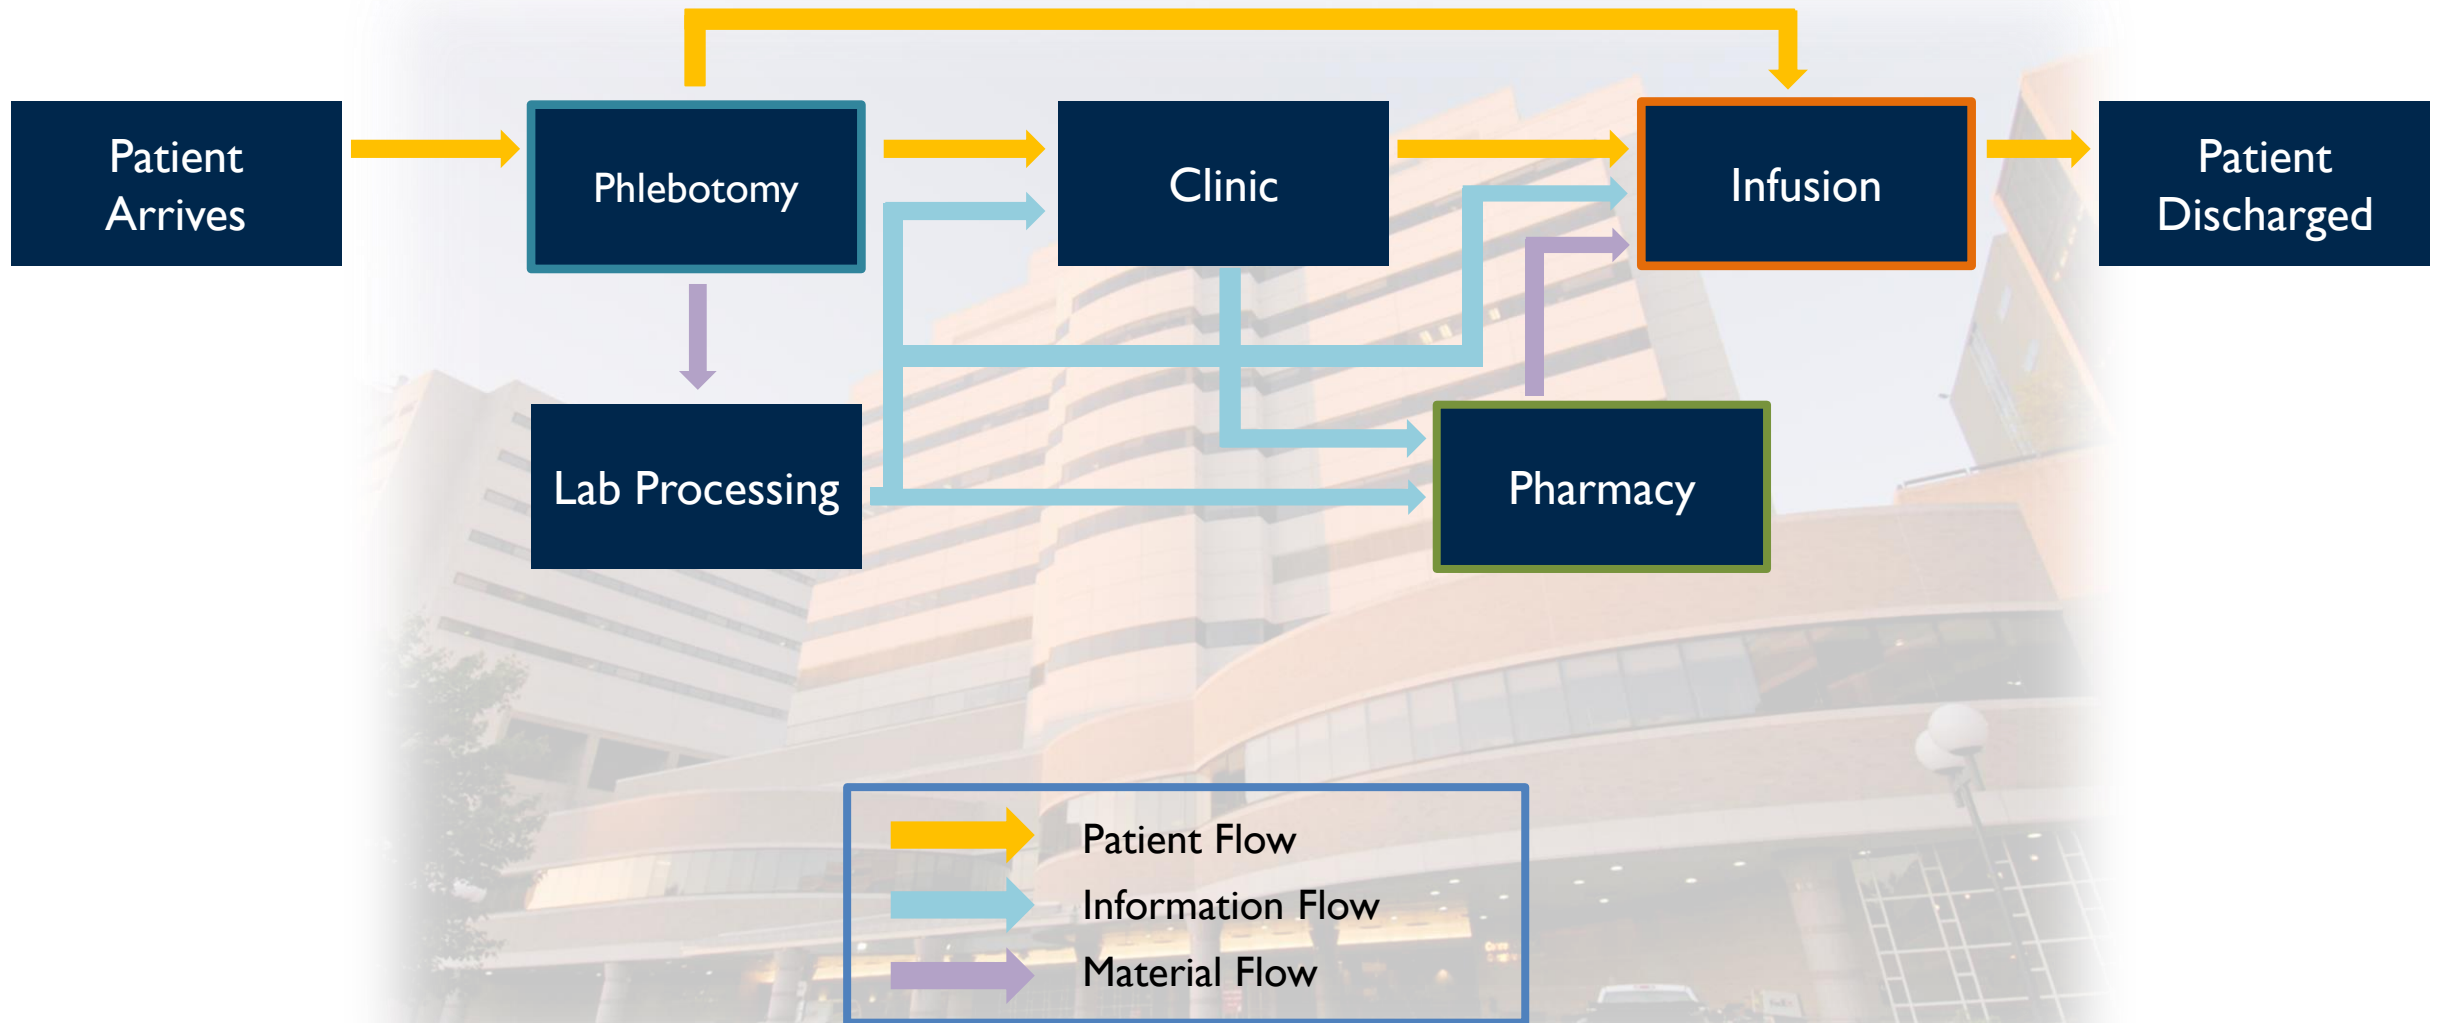 Patient
Arrives
Phlebotomy
Clinic
Infusion
Patient
Discharged
Lab Processing
Pharmacy
Patient Flow
Information Flow
Material Flow